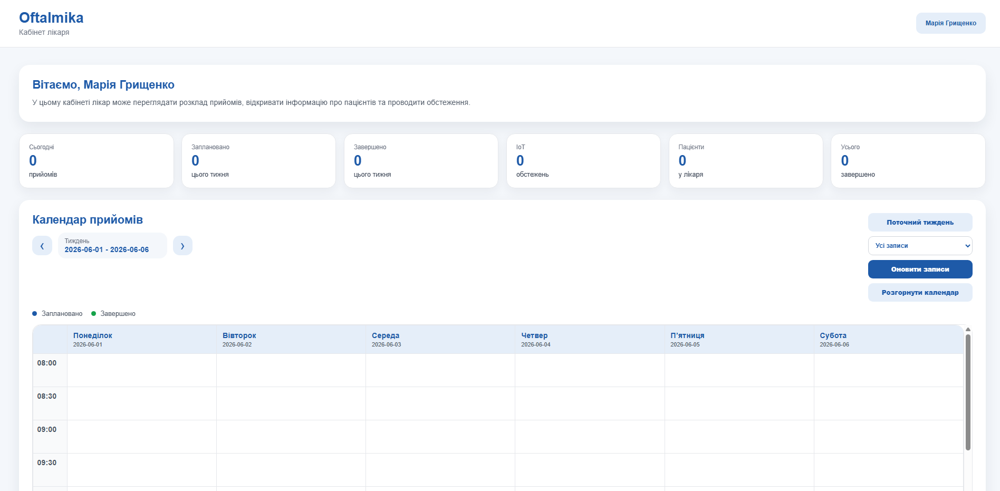 Oftalmika
Кабінет лікаря
Марія Грищенко
Вітаємо, Марія Грищенко
У цьому кабінеті лікар може переглядати розклад прийомів, відкривати інформацію про пацієнтів та проводити обстеження.
Сьогодні
0
прийомів
Заплановано
0
цього тижня
Завершено
0
цього тижня
IoT
0
обстежень
Пацієнти
0
у лікаря
Усього
0
завершено
Календар прийомів
‹
Тиждень
2026-06-01 - 2026-06-06
›
Поточний тиждень
Усі записи
Оновити записи
Розгорнути календар
Заплановано
Завершено
Понеділок
2026-06-01
Вівторок
2026-06-02
Середа
2026-06-03
Четвер
2026-06-04
П’ятниця
2026-06-05
Субота
2026-06-06
08:00
08:30
09:00
09:30